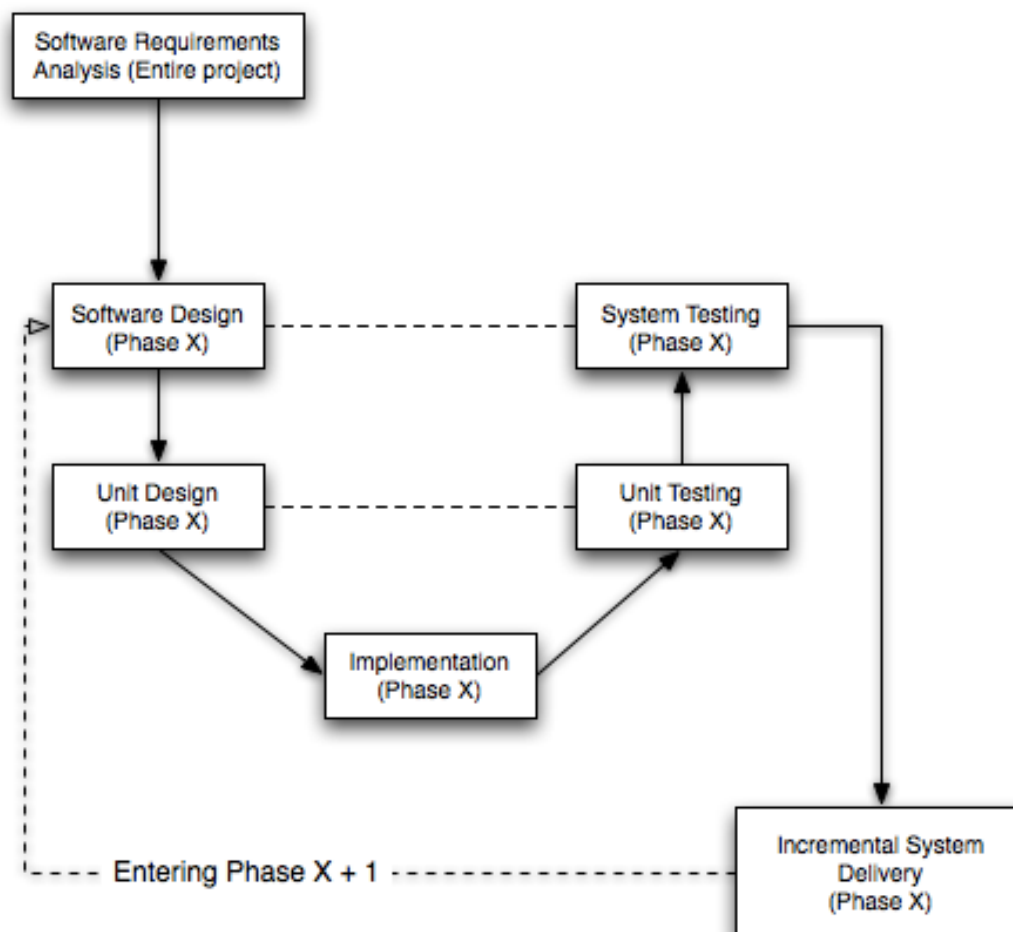 Software Requirements
Analysis (Entire project)
Software Design
(Phase X)
System Testing
(Phase X)
Unit Design
(Phase X)
Unit Testing
(Phase X)
Implementation
(Phase X)
Incremental System
Delivery
(Phase X)
Entering Phase X + 1